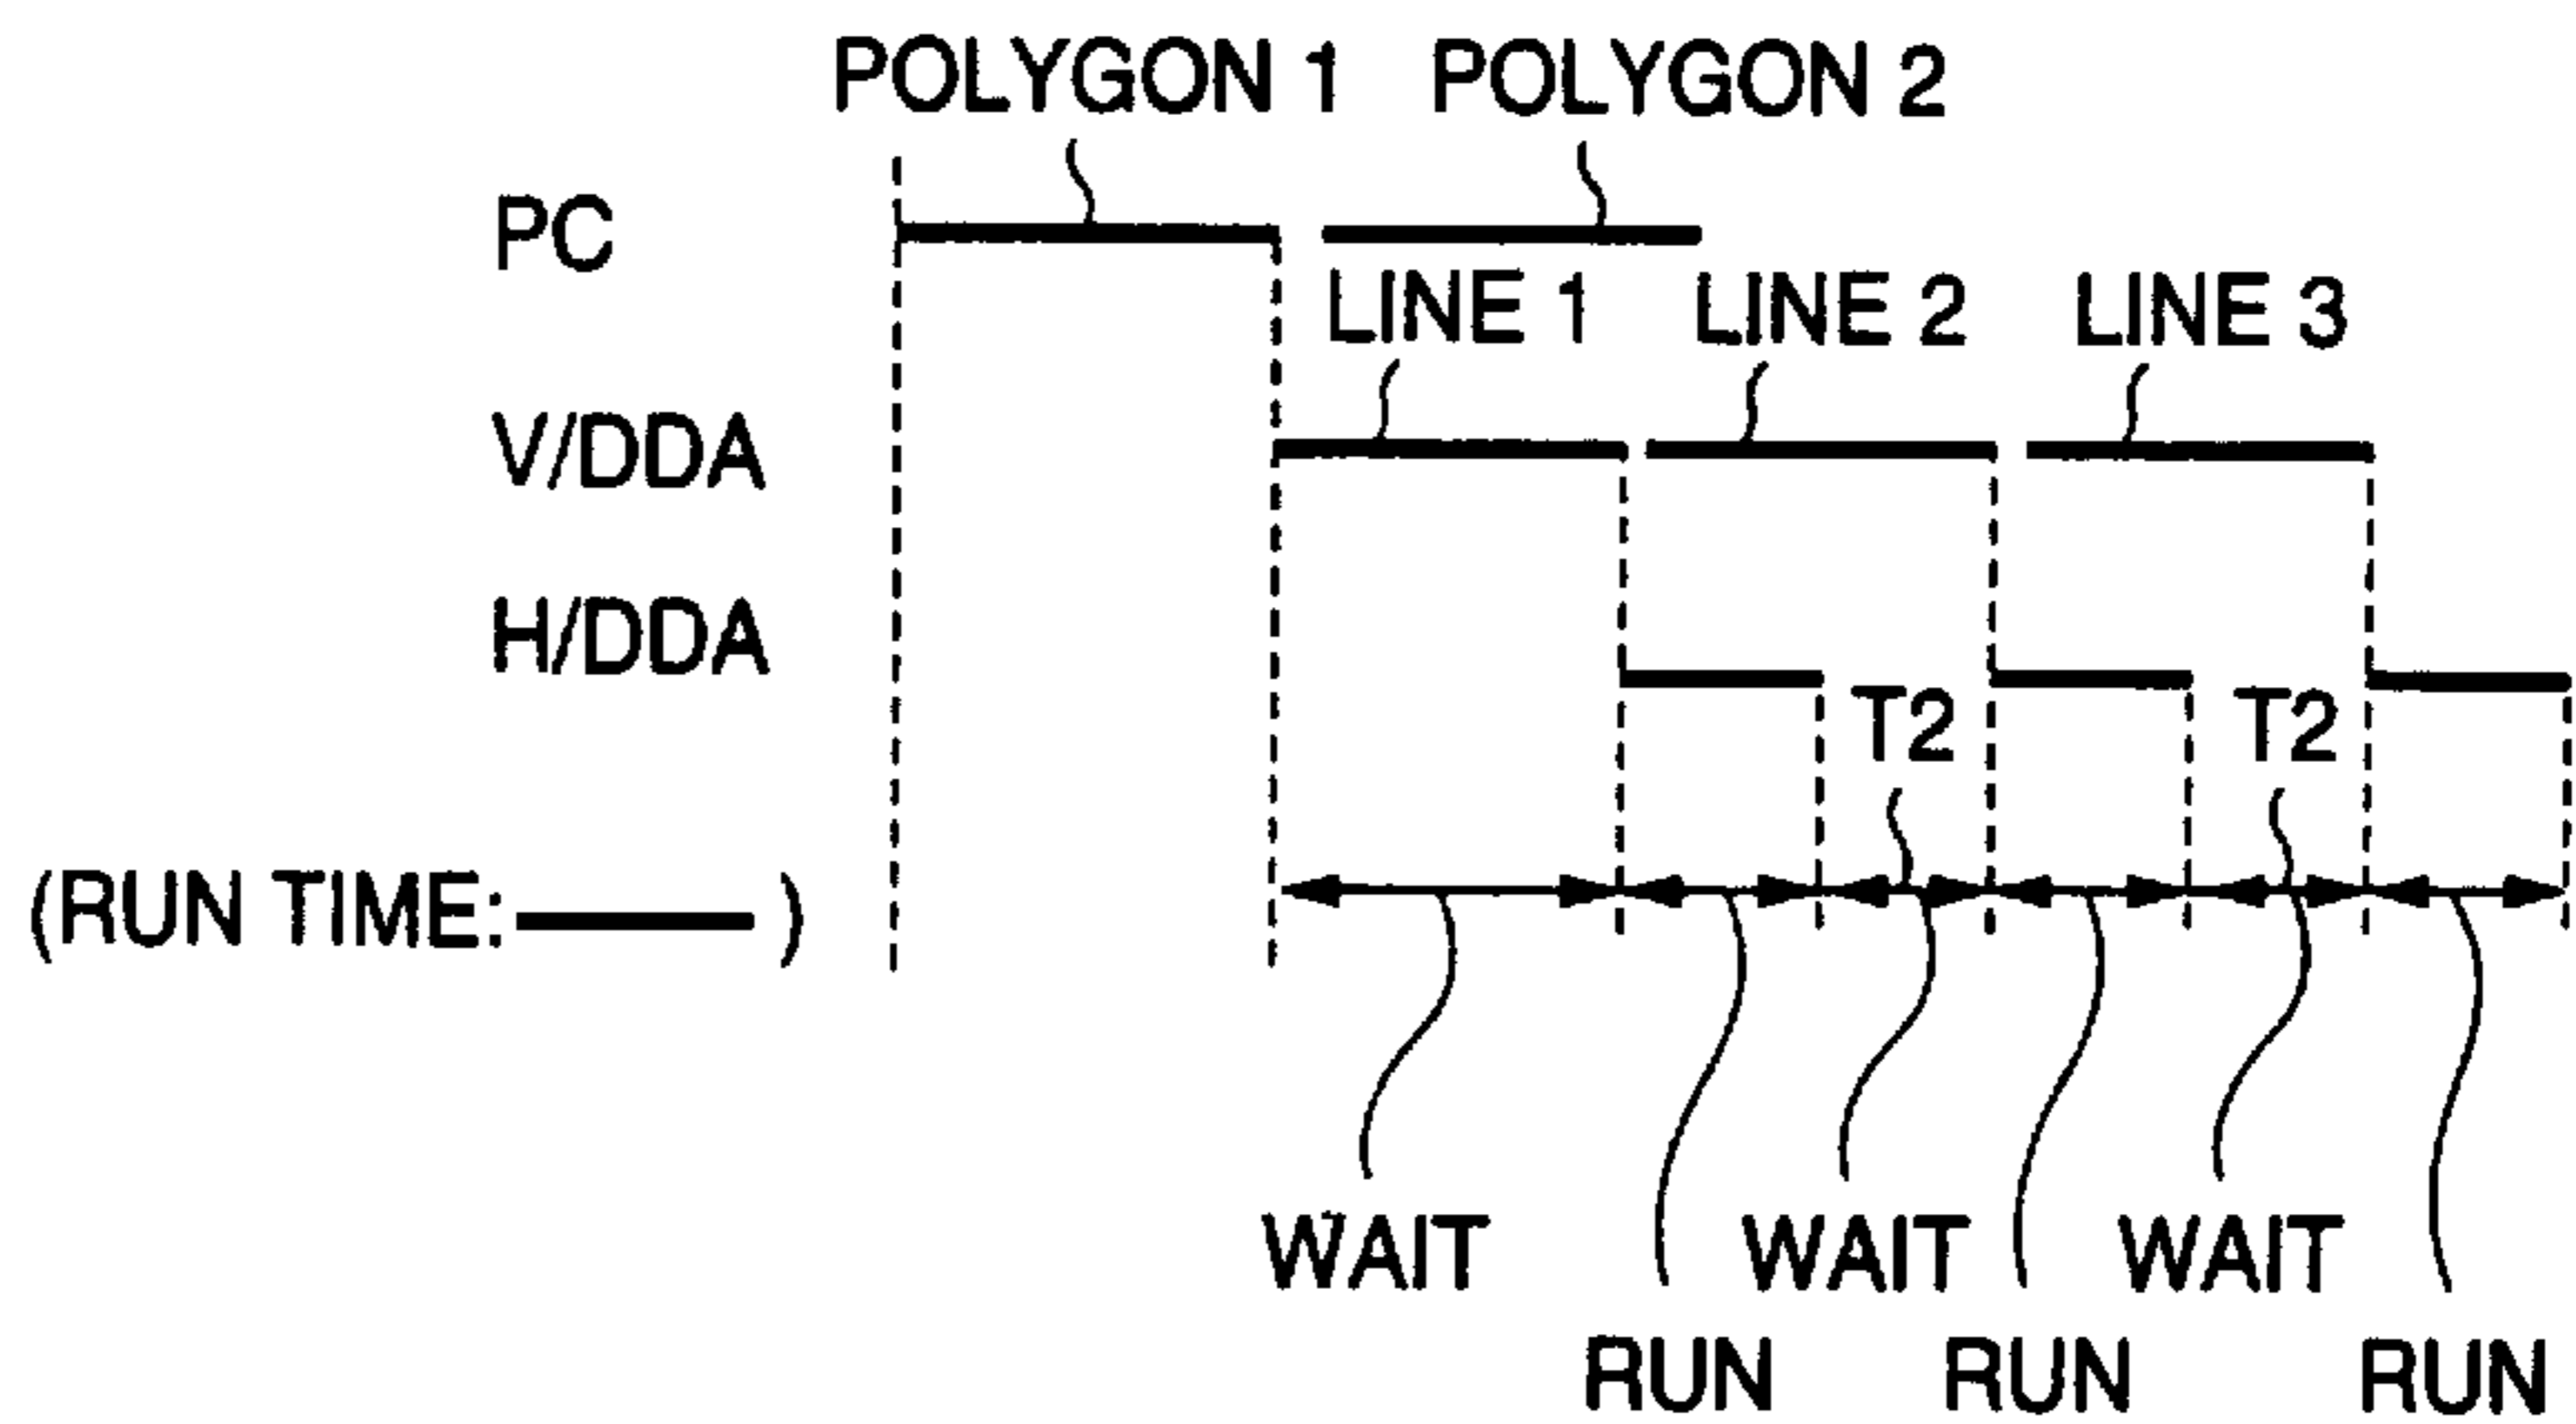 POLYGON 1 POLYGON 2
PC
LINE 1 LINE 2 LINE 3
V/DDA
H/DDA
T2 T2
(RUN TIME: )
WAIT WAIT WAIT
RUN RUN RUN